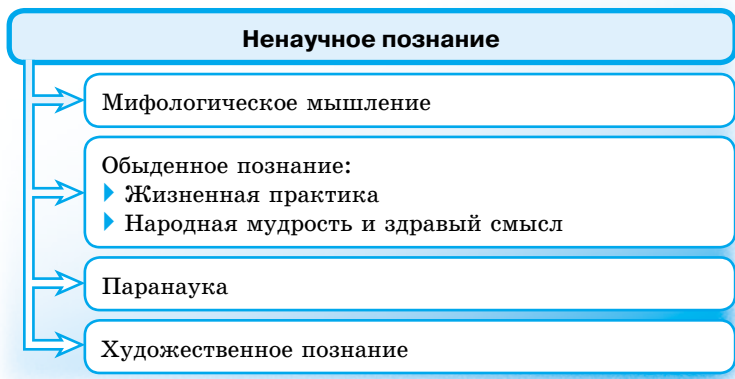 Ненаучное познание
Мифологическое мышление
Обыденное познание:
Жизненная практика
Народная мудрость и здравый смысл
Паранаука
Художественное познание